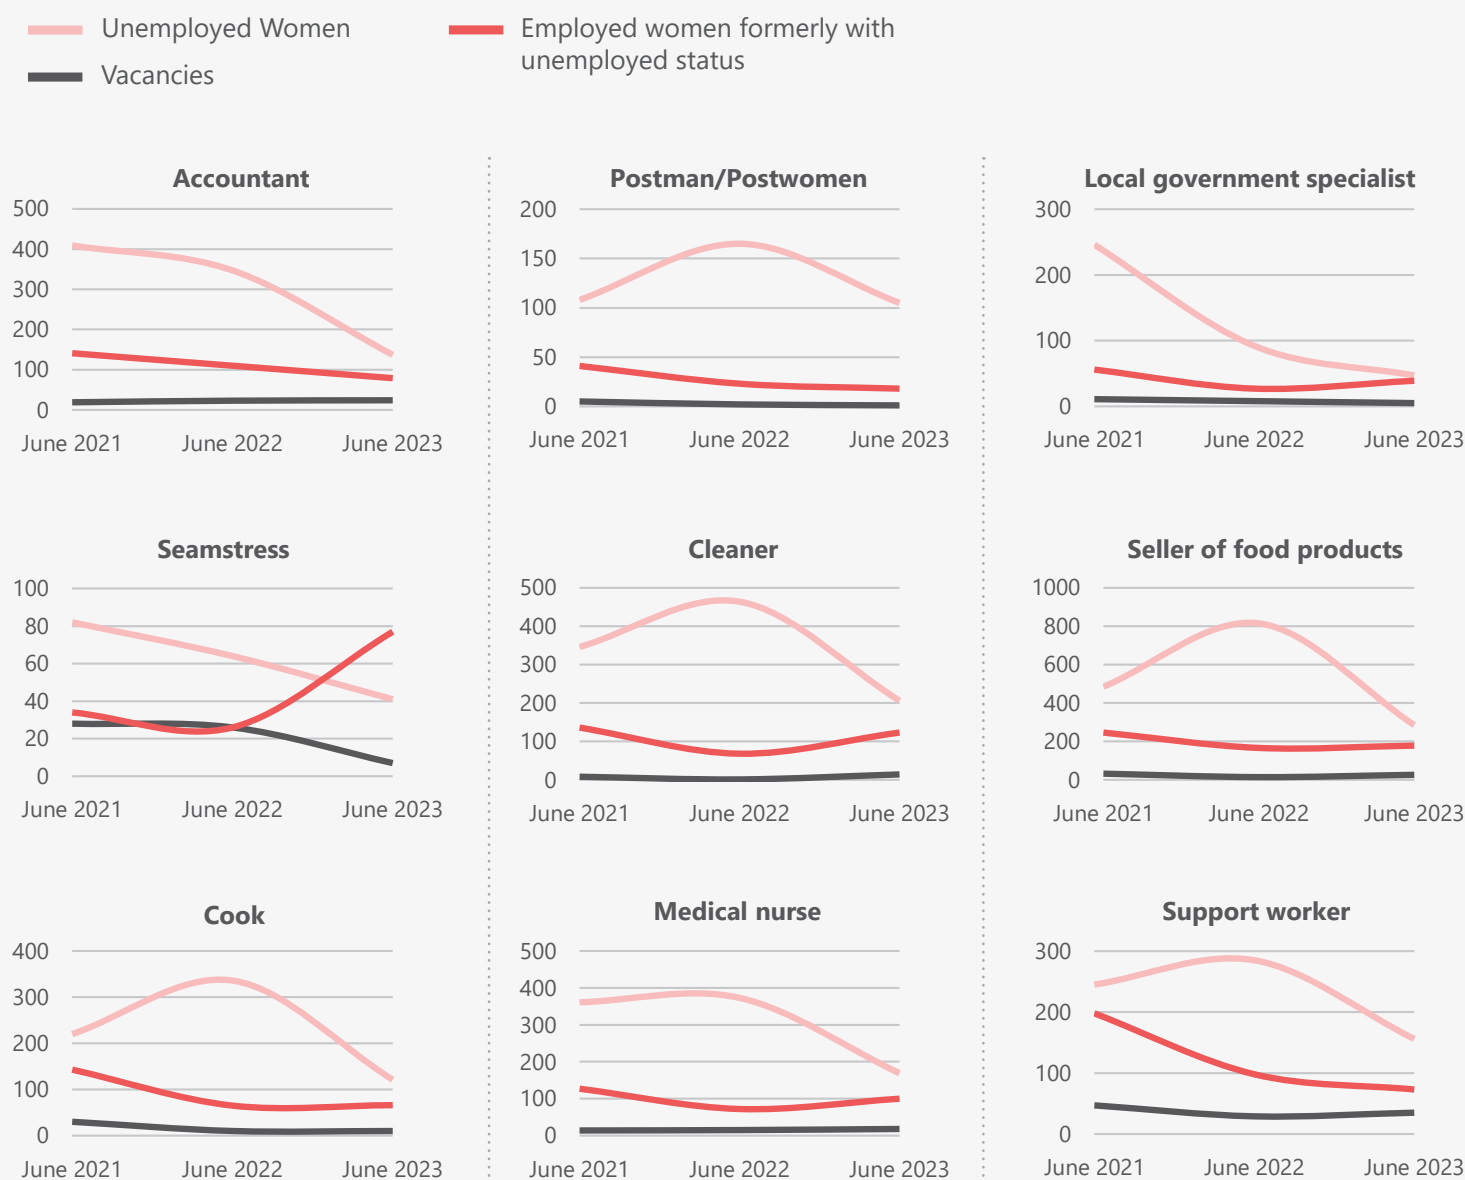 Unemployed Women
Employed women formerly with
unemployed status
Vacancies
Accountant
500
400
300
200
100
0
June 2021 June 2022 June 2023
Postman/Postwomen
200
150
100
50
0
June 2021 June 2022 June 2023
Local government specialist
300
200
100
0
June 2021 June 2022 June 2023
Seamstress
100
80
60
40
20
0
June 2021 June 2022 June 2023
Cleaner
500
400
300
200
100
0
June 2021 June 2022 June 2023
Seller of food products
1000
800
600
400
200
0
June 2021 June 2022 June 2023
Cook
400
300
200
100
0
June 2021 June 2022 June 2023
Medical nurse
500
400
300
200
100
0
June 2021 June 2022 June 2023
Support worker
300
200
100
0
June 2021 June 2022 June 2023